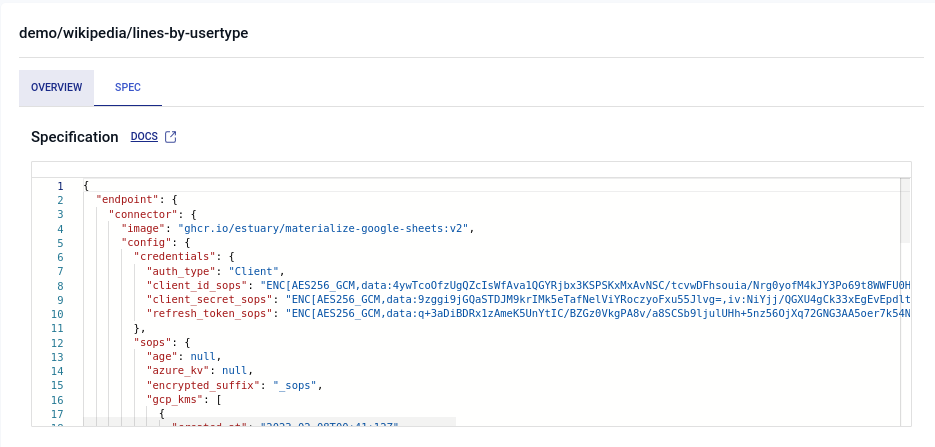 demo/wikipedia/lines-by-usertype
OVERVIEW SPEC
Specification DOCS
1 {
2 "endpoint": {
3 "connector": {
4 "image": "ghcr.io/estuary/materialize-google-sheets:v2",
5 "config": {
6 "credentials": {
7 "auth_type": "Client",
8 "client_id_sops": "ENC[AES256_GCM,data:4ywTcoOfzUgQZcIsWfAva1QGYRjbx3KSPSKxMxAvNSC/tcvwDFhsouia/Nrg0yofM4kJY3Po69t8WWFU0H
9 "client_secret_sops": "ENC[AES256_GCM,data:9zggi9jGQaSTDJM9krIMk5eTafNelViYRoczyoFxu55Jlvg=,iv:NiYjj/QGXU4gCk33xEgEvEpdlt
10 "refresh_token_sops": "ENC[AES256_GCM,data:q+3aDiBDRx1zAmeK5UnYtIC/BZGz0VkgPA8v/a8SCSb9ljulUHh+5nz56OjXq72GNG3AA5oer7k54N
11 },
12 "sops": {
13 "age": null,
14 "azure_kv": null,
15 "encrypted_suffix": "_sops",
16 "gcp_kms": [
17 {